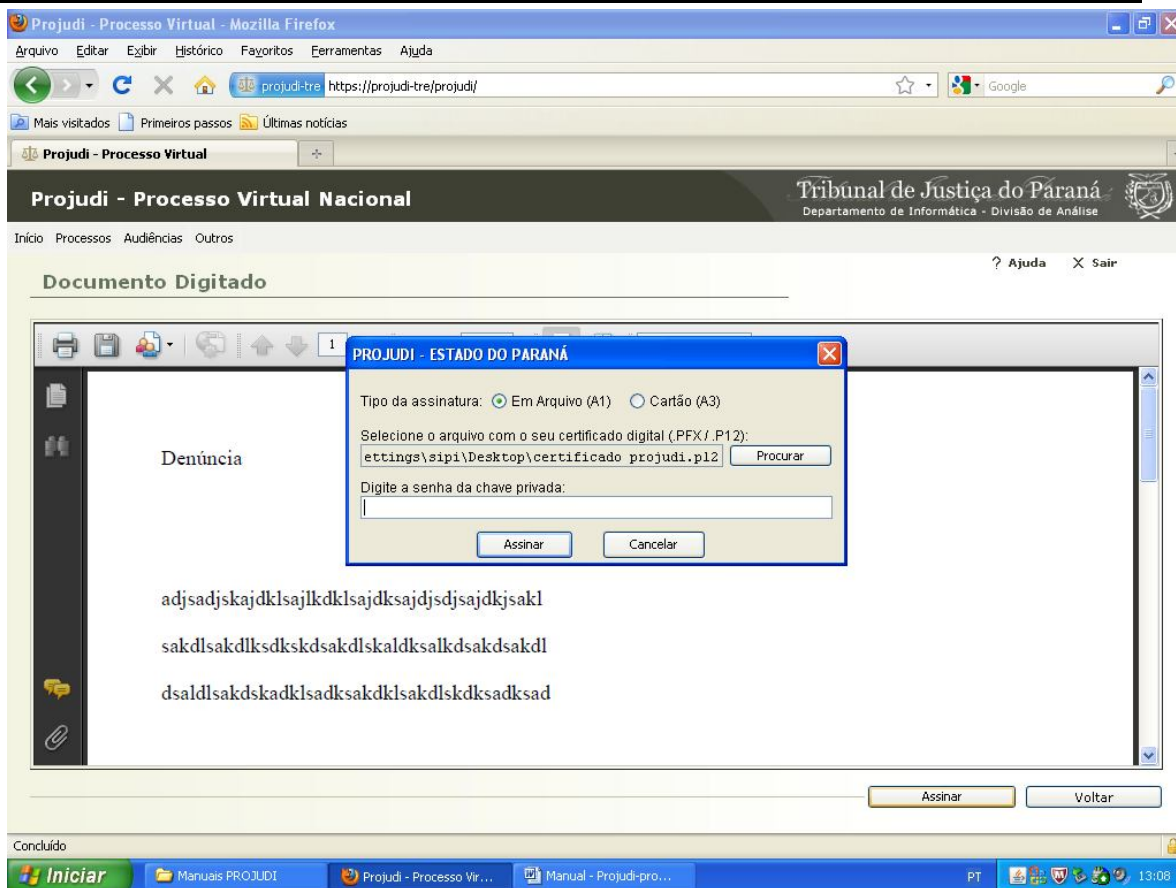 Projudi - Processo Virtual - Mozilla Firefox
Arquivo Editar Exibir Histórico Favoritos Ferramentas Ajuda
projudi-tre https://projudi-tre/projudi/ Google
Mais visitados Primeiros passos Últimas notícias
Projudi - Processo Virtual
Projudi - Processo Virtual Nacional
Tribunal de Justiça do Paraná
Departamento de Informática - Divisão de Análise
Início Processos Audiências Outros
? Ajuda X Sair
Documento Digitado
1
PROJUDI - ESTADO DO PARANÁ
Tipo da assinatura: Em Arquivo (A1) Cartão (A3)
Selecione o arquivo com o seu certificado digital (.PFX / .P12):
ettings\sipi\Desktop\certificado projudi.p12 Procurar
Digite a senha da chave privada:
Assinar Cancelar
Denúncia
adjsadjskajdklsajlkdklsajdksajdjsdjsajdkjsakl
sakdlsakdlksdkskdsakdlskaldksalkdsakdsakdl
dsaldlsakdskadklsadksakdklsakdlskdksadksad
Assinar Voltar
Concluído
Iniciar Manuais PROJUDI Projudi - Processo Vir... Manual - Projudi-pro... PT 13:08